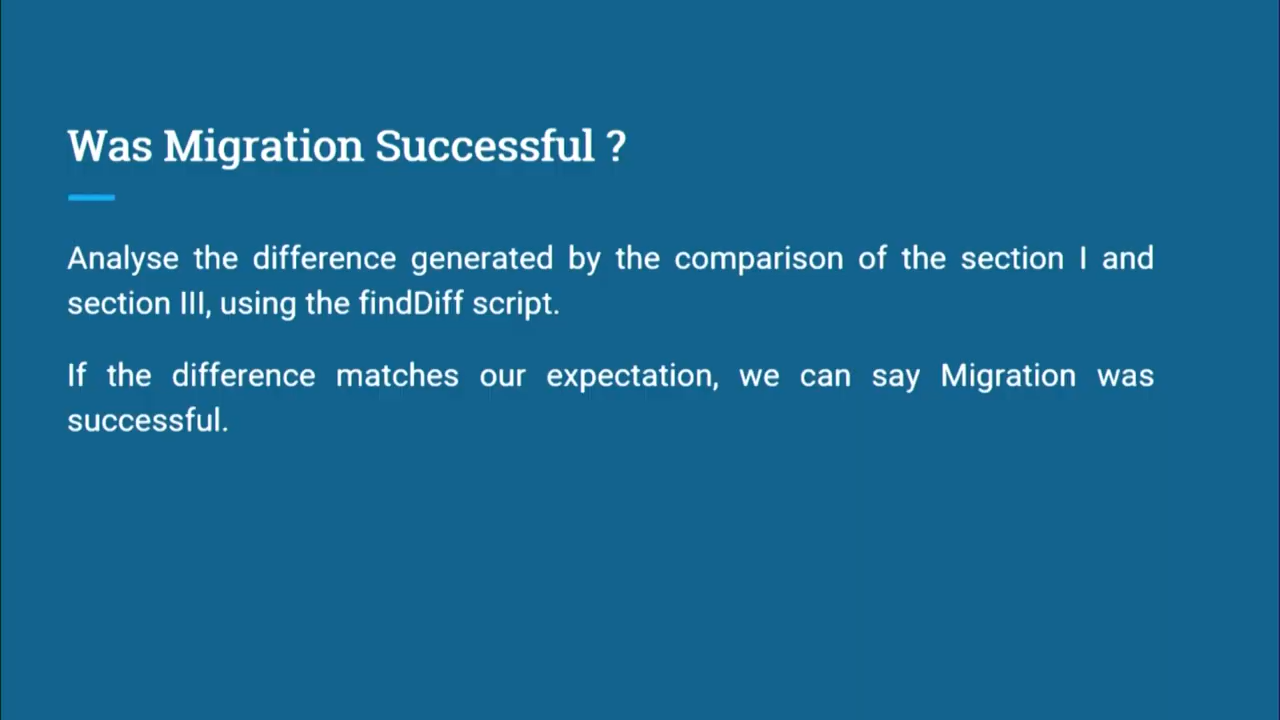 Was Migration Successful ?
Analyse the difference generated by the comparison of the section I and
section III, using the findDiff script.
If the difference matches our expectation, we can say Migration was
successful.